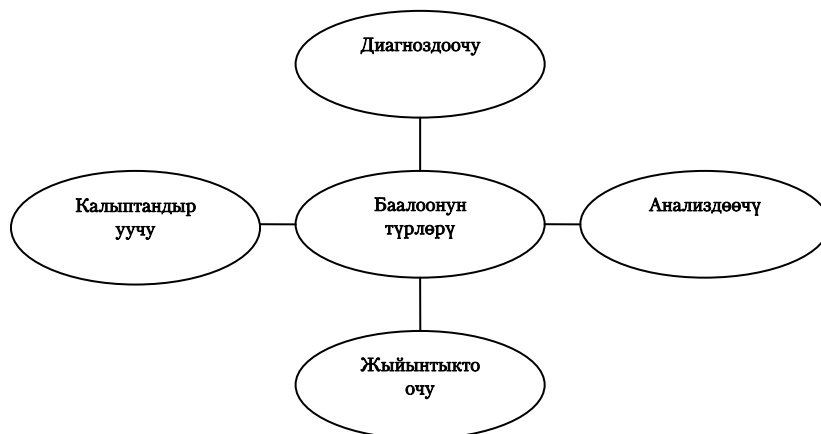 Диагноздоочу
Калыптандыр
уучу
Баалоонун
түрлөрү
Анализдөөчү
Жыйынтыкто
очу